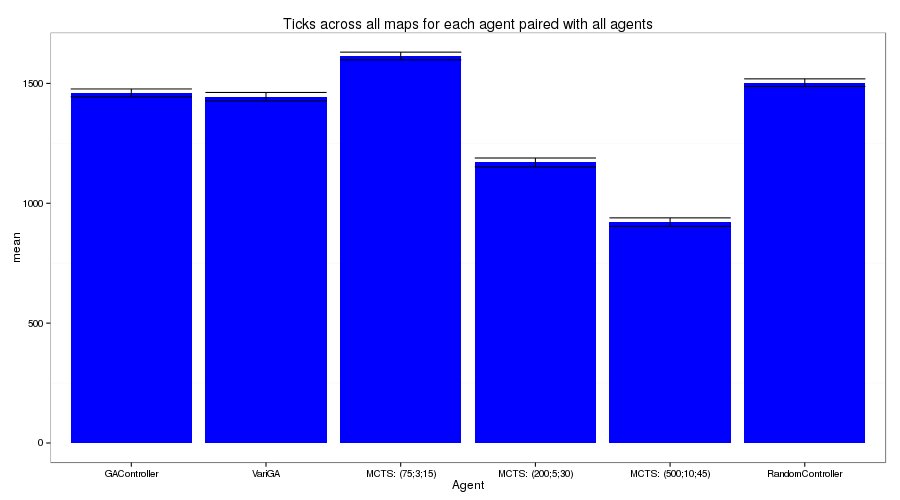 Ticks across all maps for each agent paired with all agents
mean
1500
1000
500
0
GAController VariGA MCTS: (75;3;15) MCTS: (200;5;30) MCTS: (500;10;45) RandomController
Agent